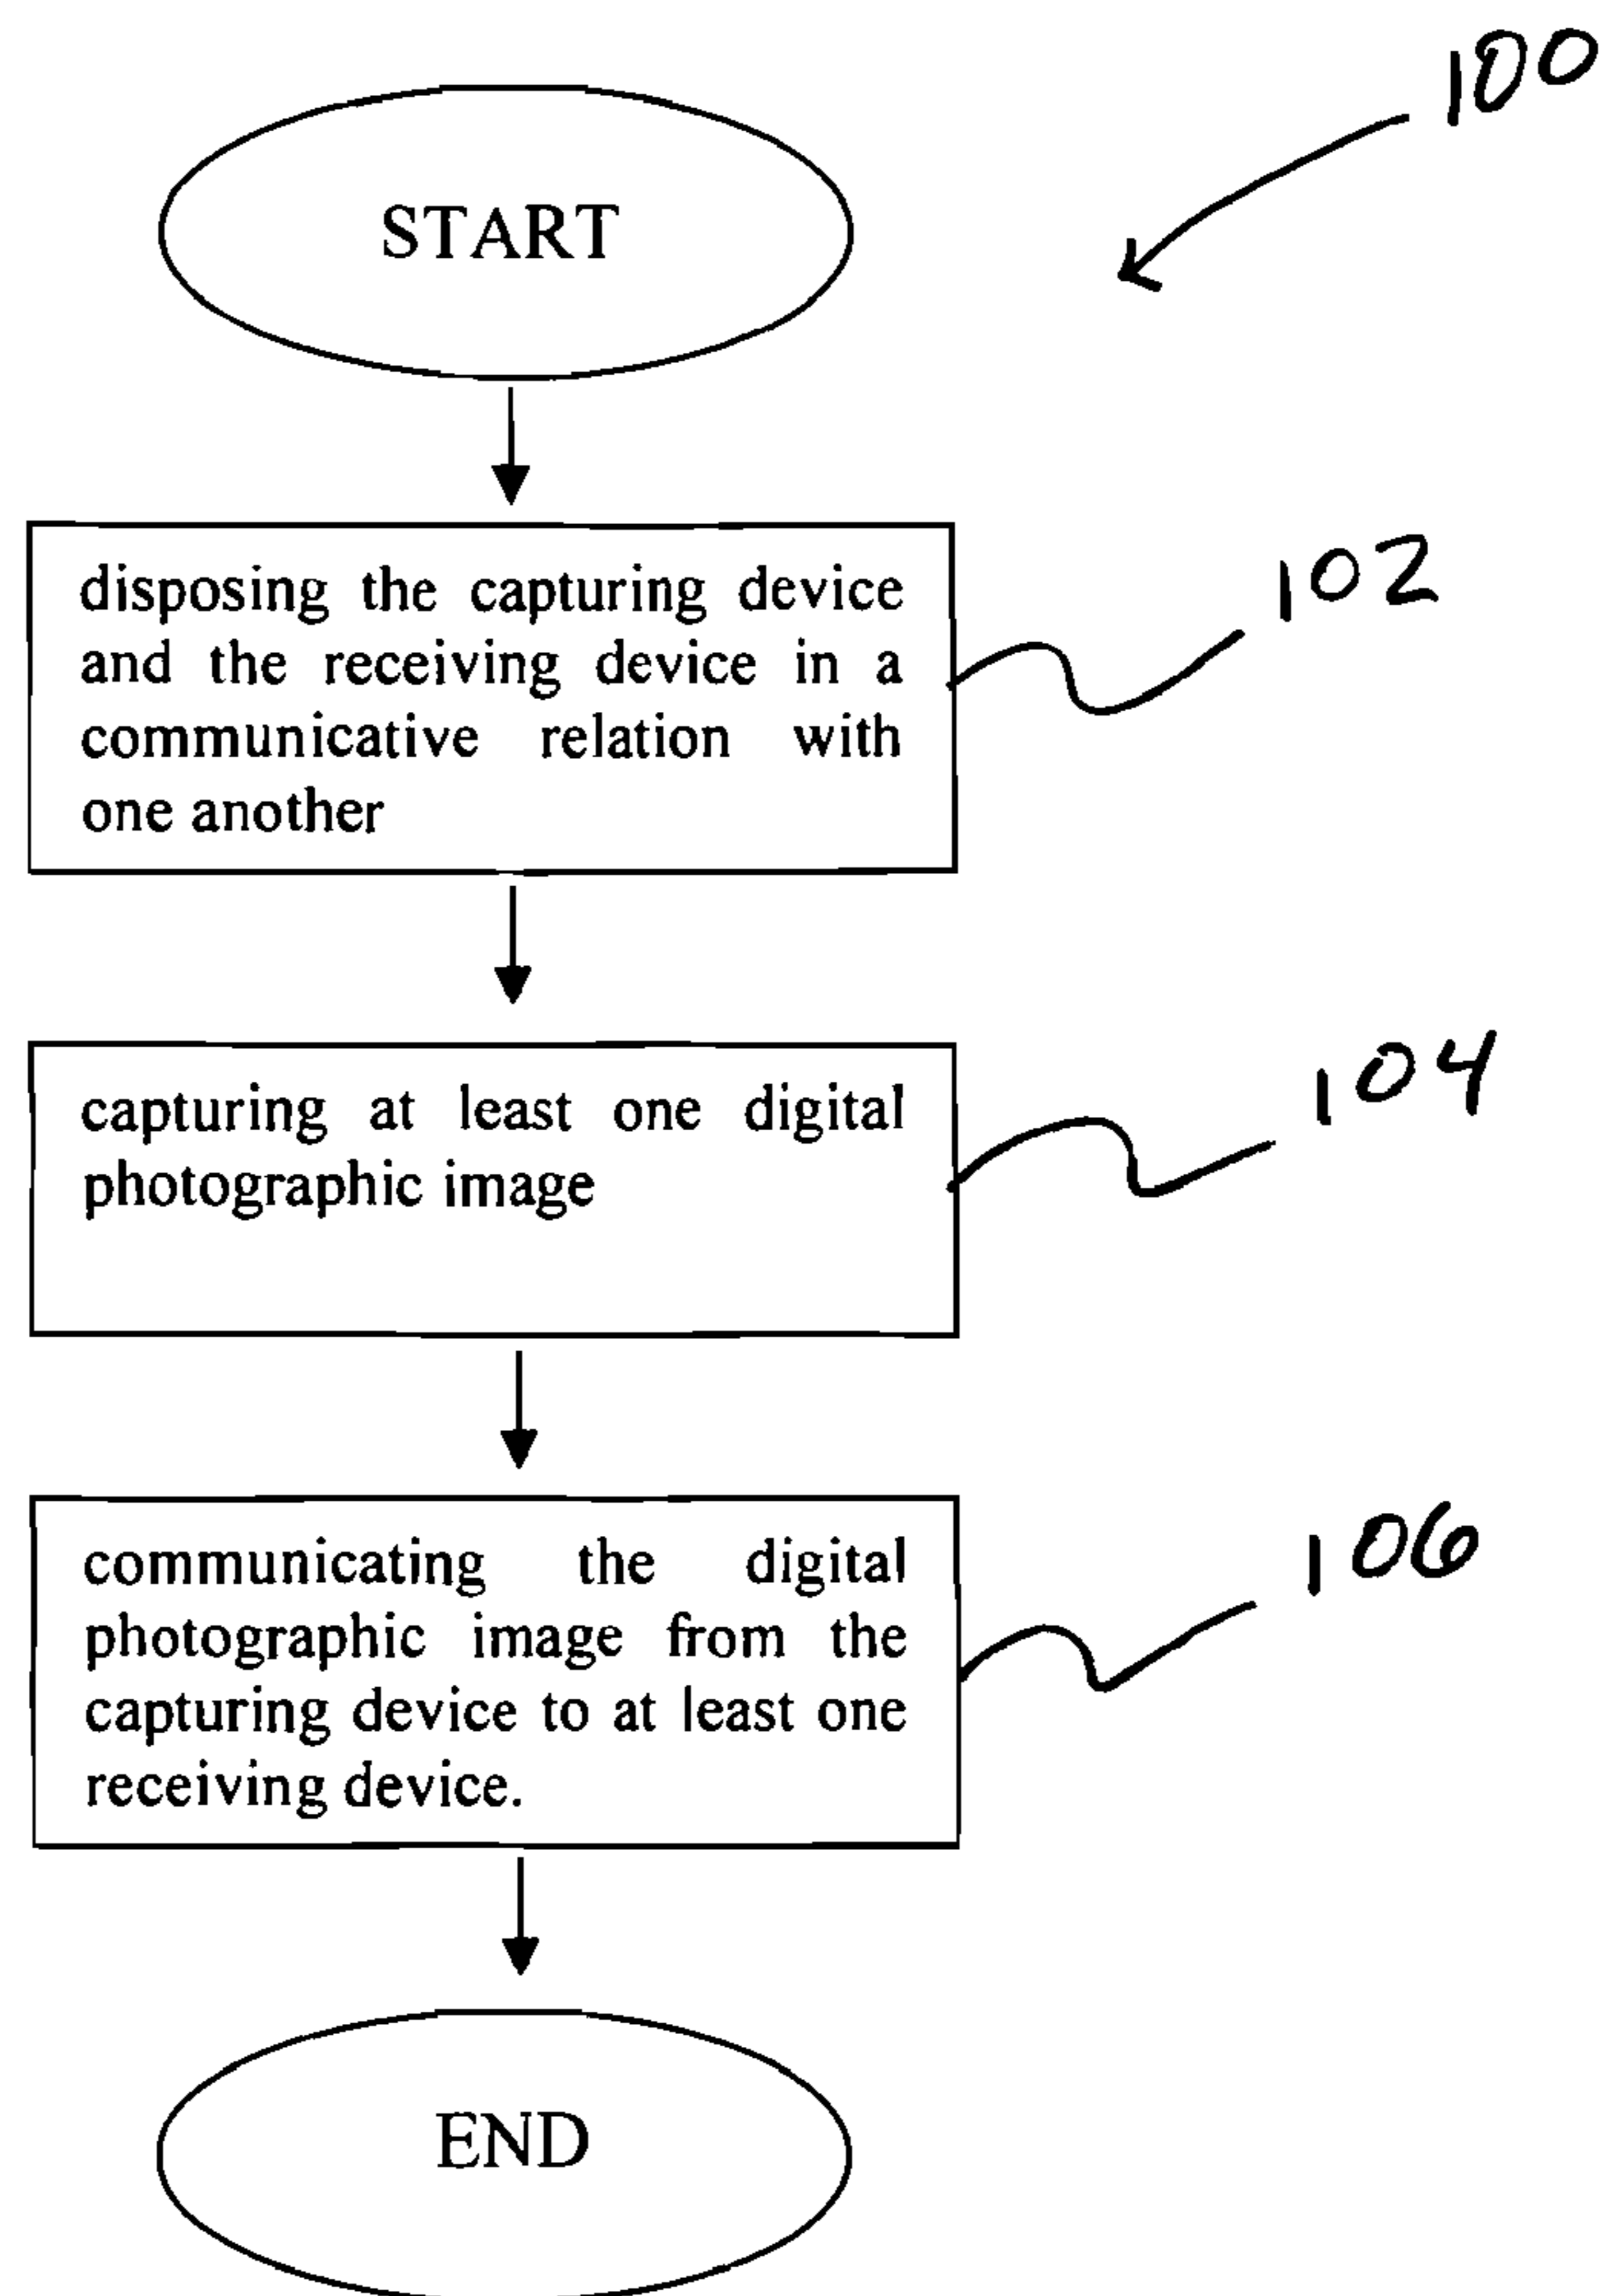 100
START
disposing the capturing device
and the receiving device in a
communicative relation with
one another
102
capturing at least one digital
photographic image
104
communicating the digital
photographic image from the
capturing device to at least one
receiving device.
106
END